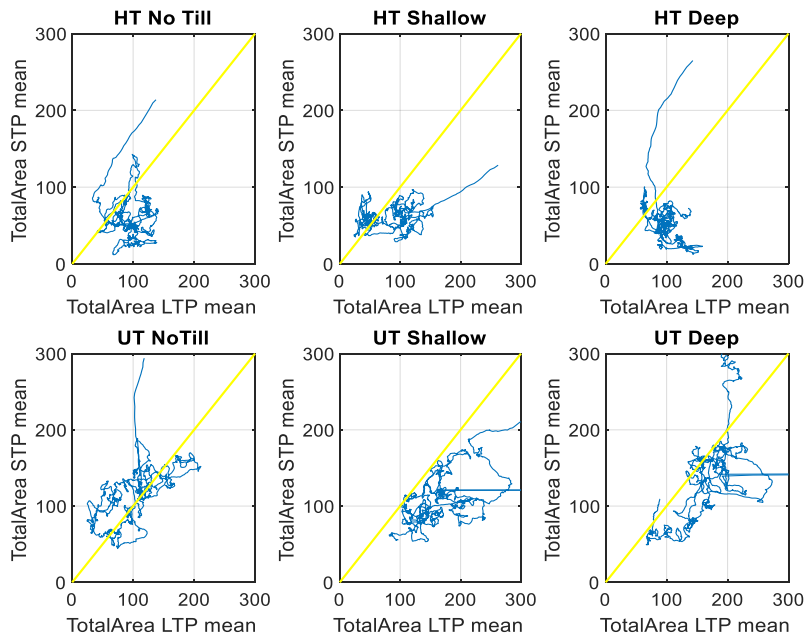 HT No Till
300
200
100
0
TotalArea STP mean
0 100 200 300
TotalArea LTP mean
HT Shallow
300
200
100
0
TotalArea STP mean
0 100 200 300
TotalArea LTP mean
HT Deep
300
200
100
0
TotalArea STP mean
0 100 200 300
TotalArea LTP mean
UT NoTill
300
200
100
0
TotalArea STP mean
0 100 200 300
TotalArea LTP mean
UT Shallow
300
200
100
0
TotalArea STP mean
0 100 200 300
TotalArea LTP mean
UT Deep
300
200
100
0
TotalArea STP mean
0 100 200 300
TotalArea LTP mean